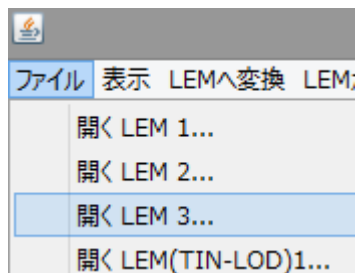 ファイル 表示 LEMへ変換 LEM
開く LEM 1...
開く LEM 2...
開く LEM 3...
開く LEM(TIN-LOD)1...